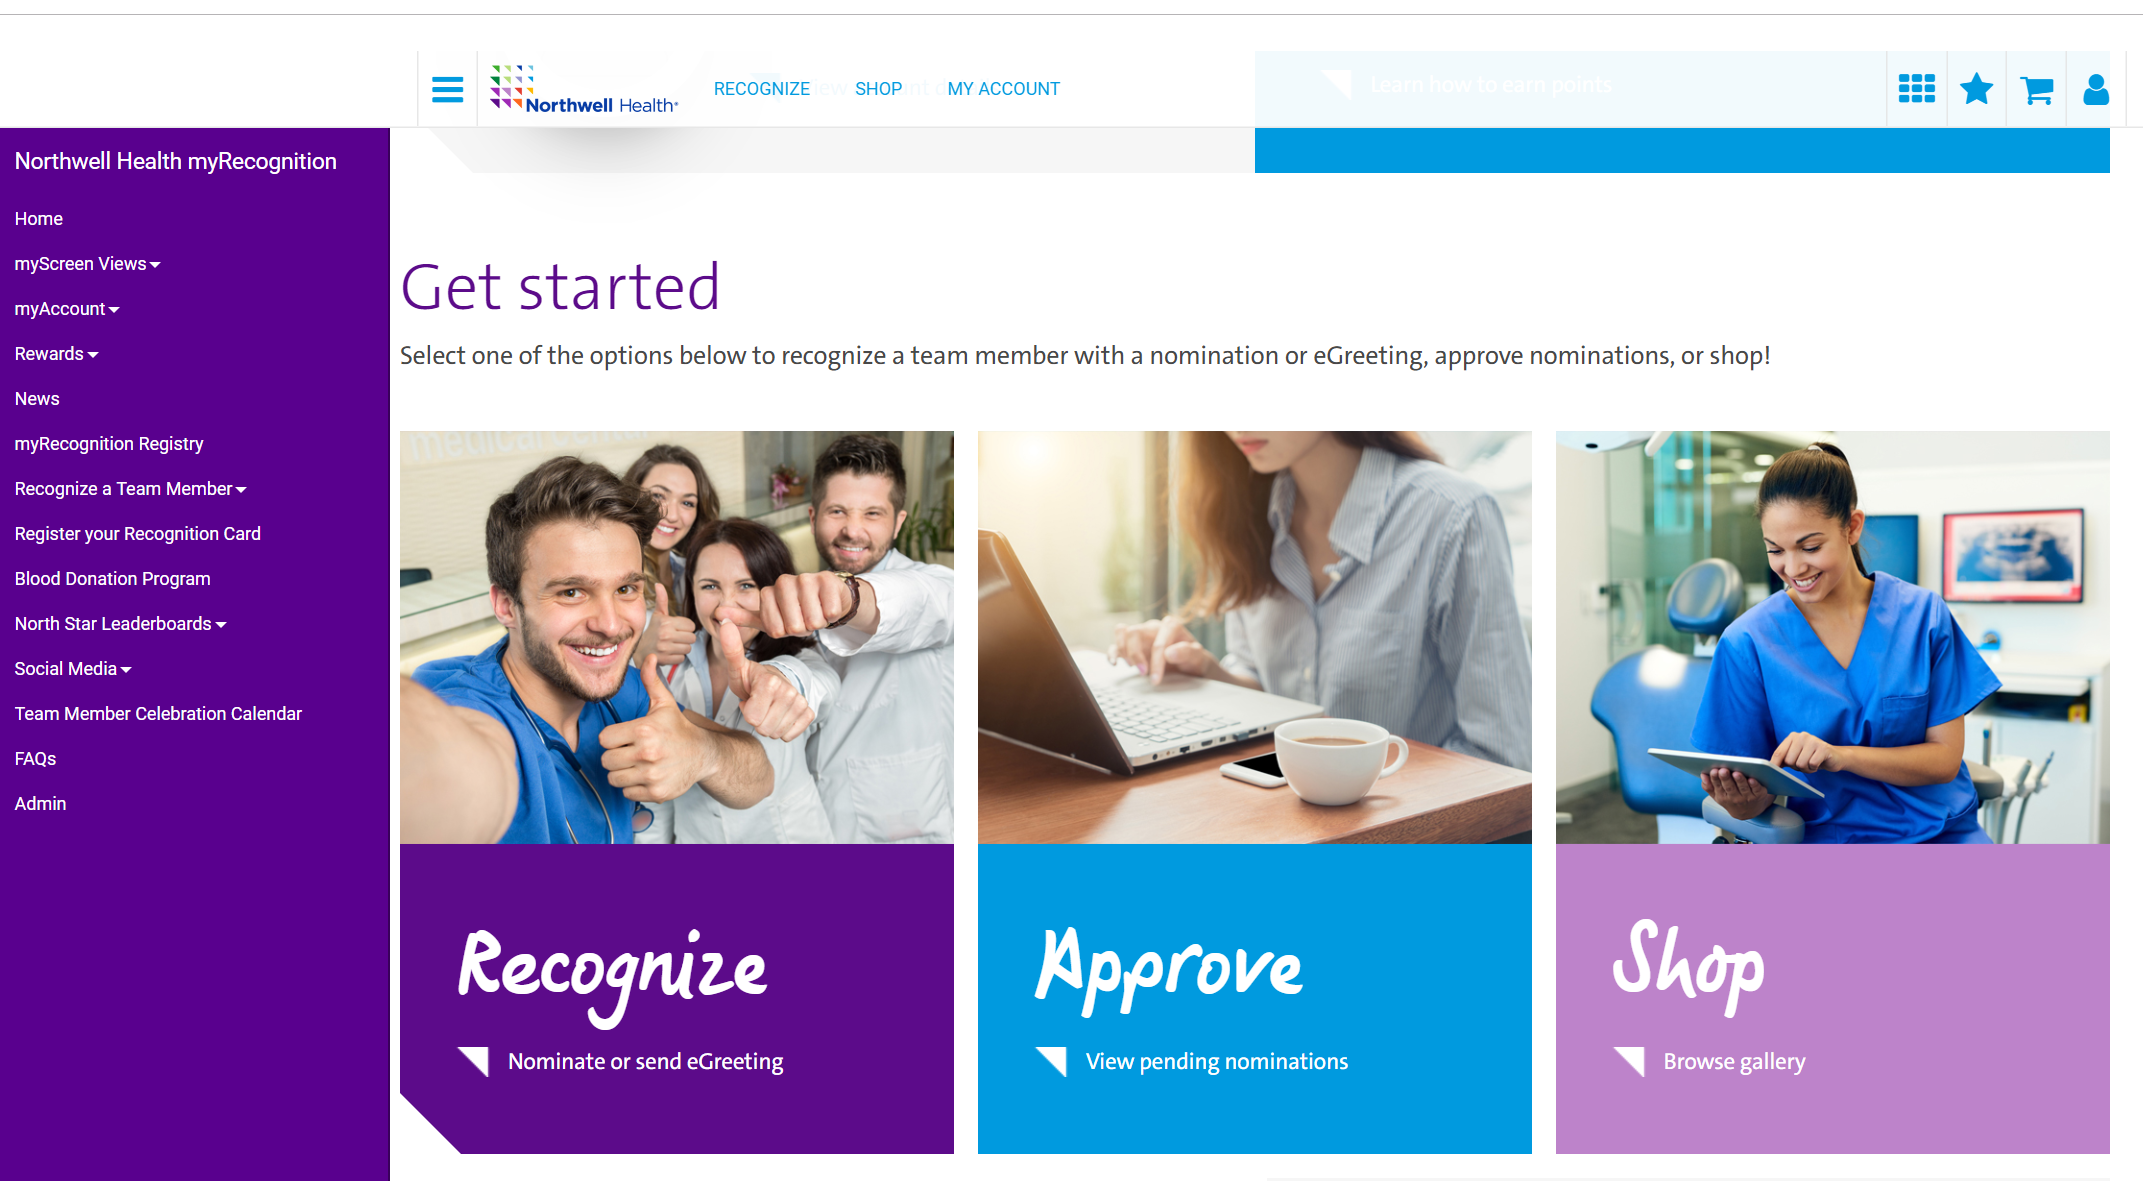 Northwell Health®
RECOGNIZE
SHOP
MY ACCOUNT
Learn how to earn points
Northwell Health myRecognition
Home
myScreen Views
myAccount
Rewards
News
myRecognition Registry
Recognize a Team Member
Register your Recognition Card
Blood Donation Program
North Star Leaderboards
Social Media
Team Member Celebration Calendar
FAQs
Admin
Get started
Select one of the options below to recognize a team member with a nomination or eGreeting, approve nominations, or shop!
medical
Recognize
Nominate or send eGreeting
Approve
View pending nominations
Shop
Browse gallery